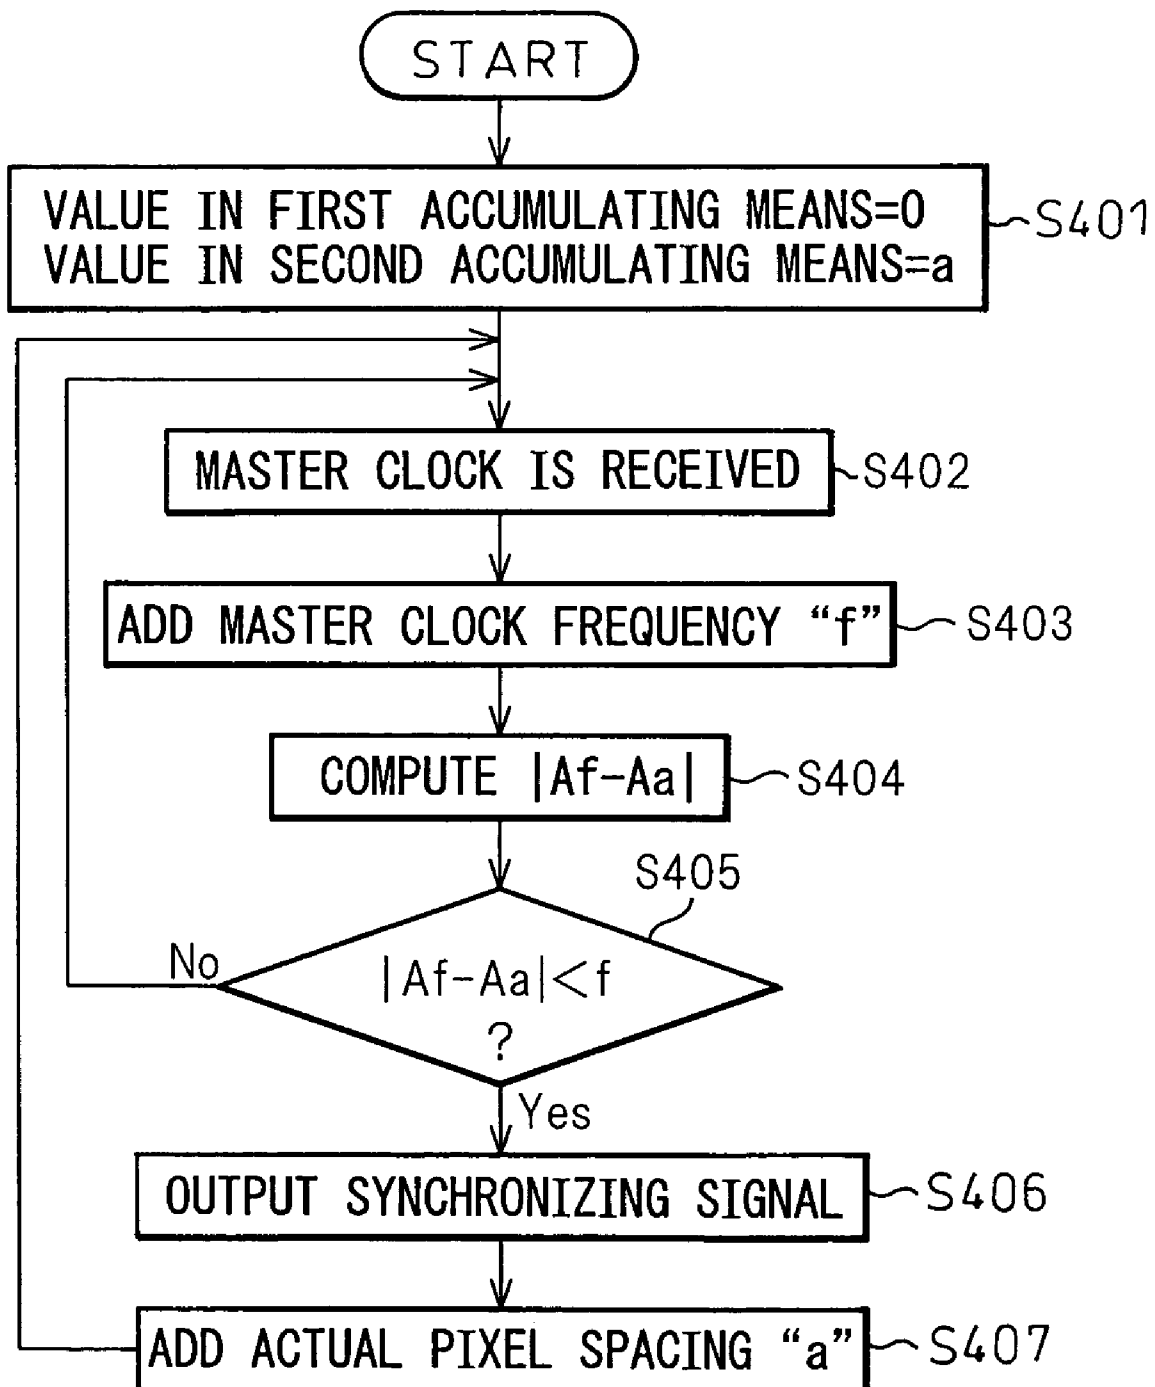 START
VALUE IN FIRST ACCUMULATING MEANS=0
VALUE IN SECOND ACCUMULATING MEANS=a
S401
MASTER CLOCK IS RECEIVED
S402
ADD MASTER CLOCK FREQUENCY “f”
S403
COMPUTE |Af-Aa|
S404
S405
|Af-Aa|<f
?
No
Yes
OUTPUT SYNCHRONIZING SIGNAL
S406
ADD ACTUAL PIXEL SPACING “a”
S407